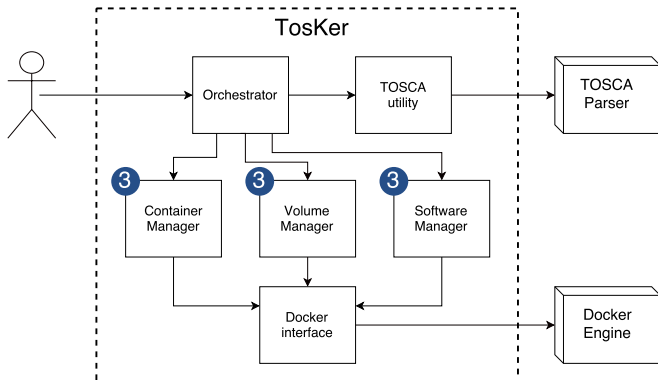 TosKer
Orchestrator
TOSCA
utility
TOSCA
Parser
3
Container
Manager
3
Volume
Manager
3
Software
Manager
Docker
interface
Docker
Engine